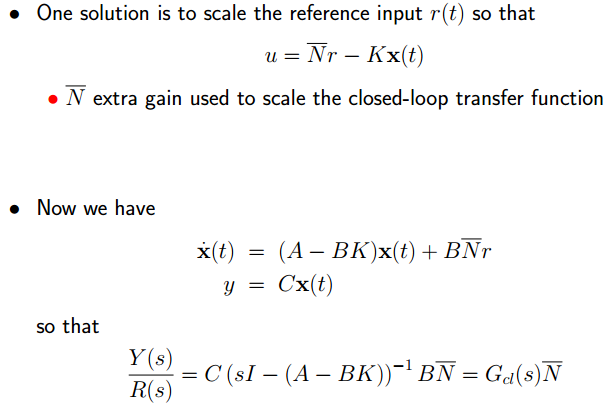 • One solution is to scale the reference input r(t) so that
u = N̅r − Kx(t)
• N̅ extra gain used to scale the closed-loop transfer function
• Now we have
ẋ(t) = (A − BK)x(t) + BN̅r
y = Cx(t)
so that
Y(s)/R(s) = C (sI − (A − BK))⁻¹ BN̅ = G_cl(s)N̅